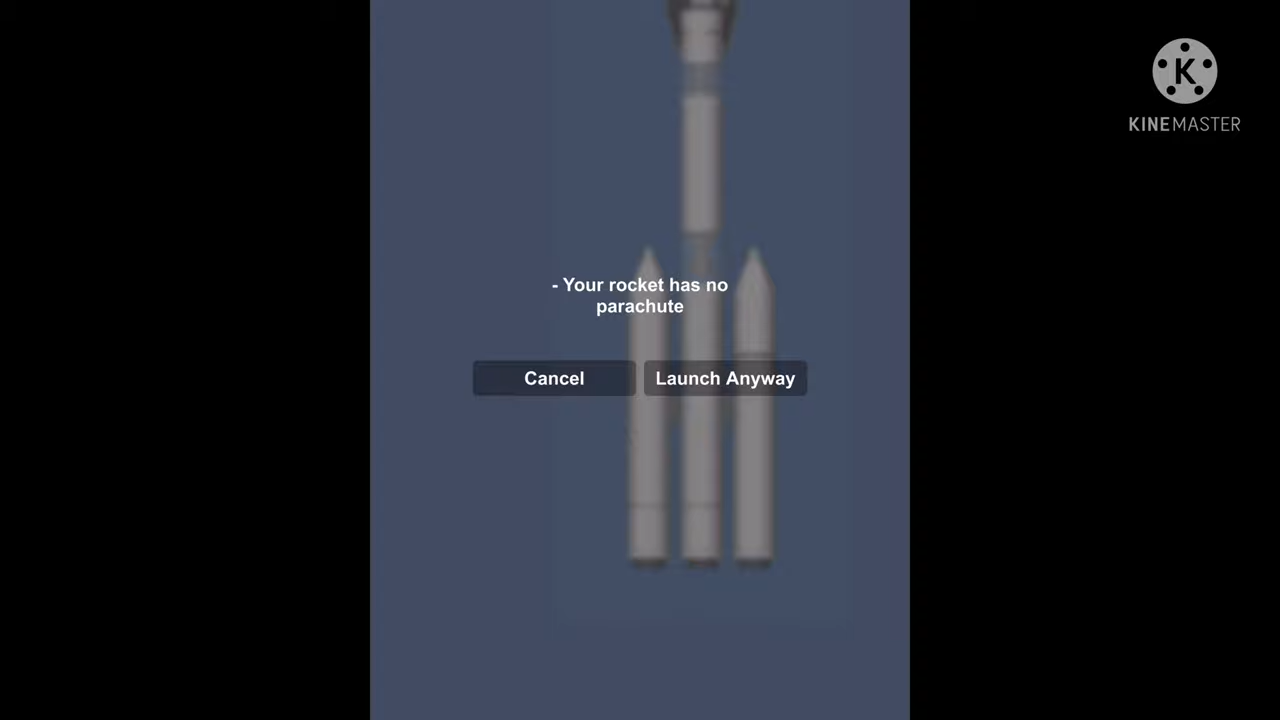 K
KINEMASTER
- Your rocket has no
parachute
Cancel
Launch Anyway